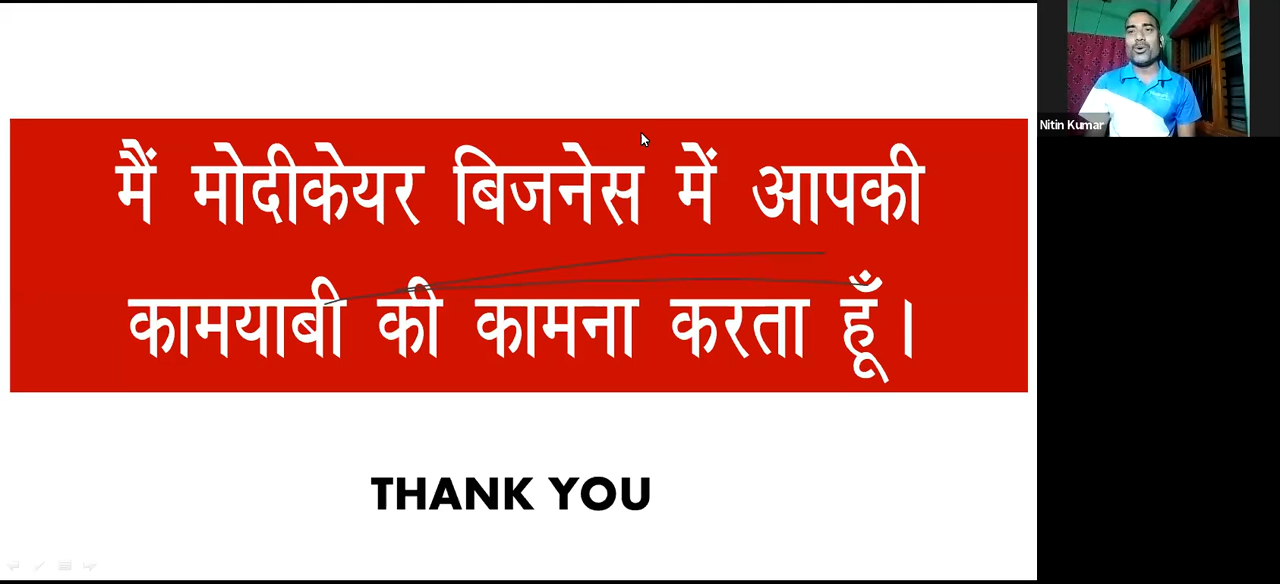 मैं मोदीकेयर बिजनेस में आपकी
कामयाबी की कामना करता हूँ।
THANK YOU
Nitin Kumar